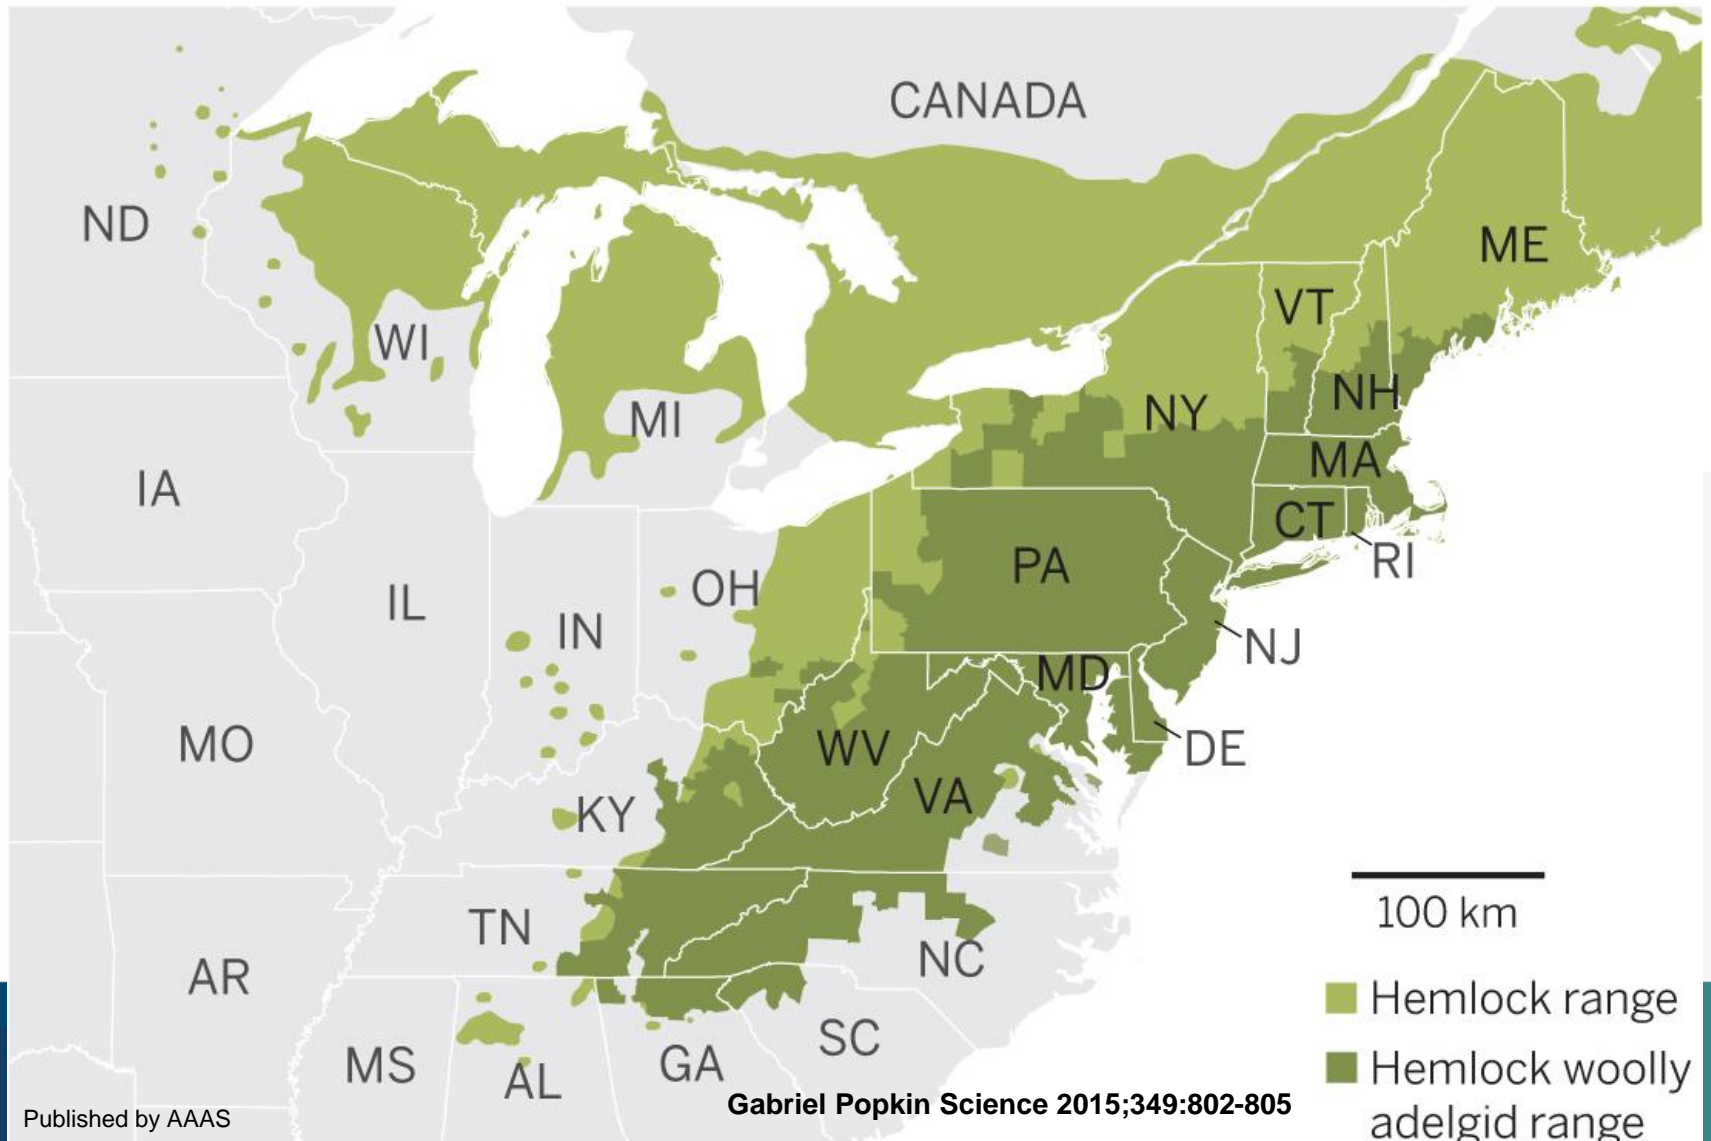 CANADA
ND
ME
VT
WI
NH
NY
MI
MA
IA
CT
RI
PA
OH
IL
IN
NJ
MD
MO
WV
DE
VA
KY
100 km
TN
NC
AR
Hemlock range
SC
MS
GA
AL
Hemlock woolly
adelgid range
Gabriel Popkin Science 2015;349:802-805
Published by AAAS